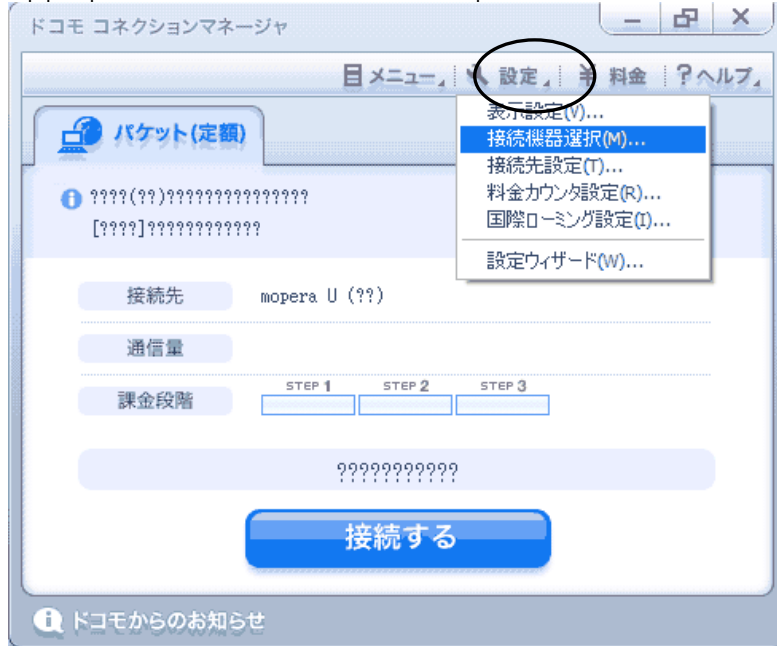 ドコモ コネクションマネージャ
メニュー 設定 ¥ 料金 ? ヘルプ
表示設定(V)...
接続機器選択(M)...
接続先設定(T)...
料金カウンタ設定(R)...
国際ローミング設定(I)...
設定ウィザード(W)...
パケット(定額)
????(??)???????????????
[????]????????????
接続先 mopera U (??)
通信量
課金段階 STEP 1 STEP 2 STEP 3
???????????
接続する
ドコモからのお知らせ